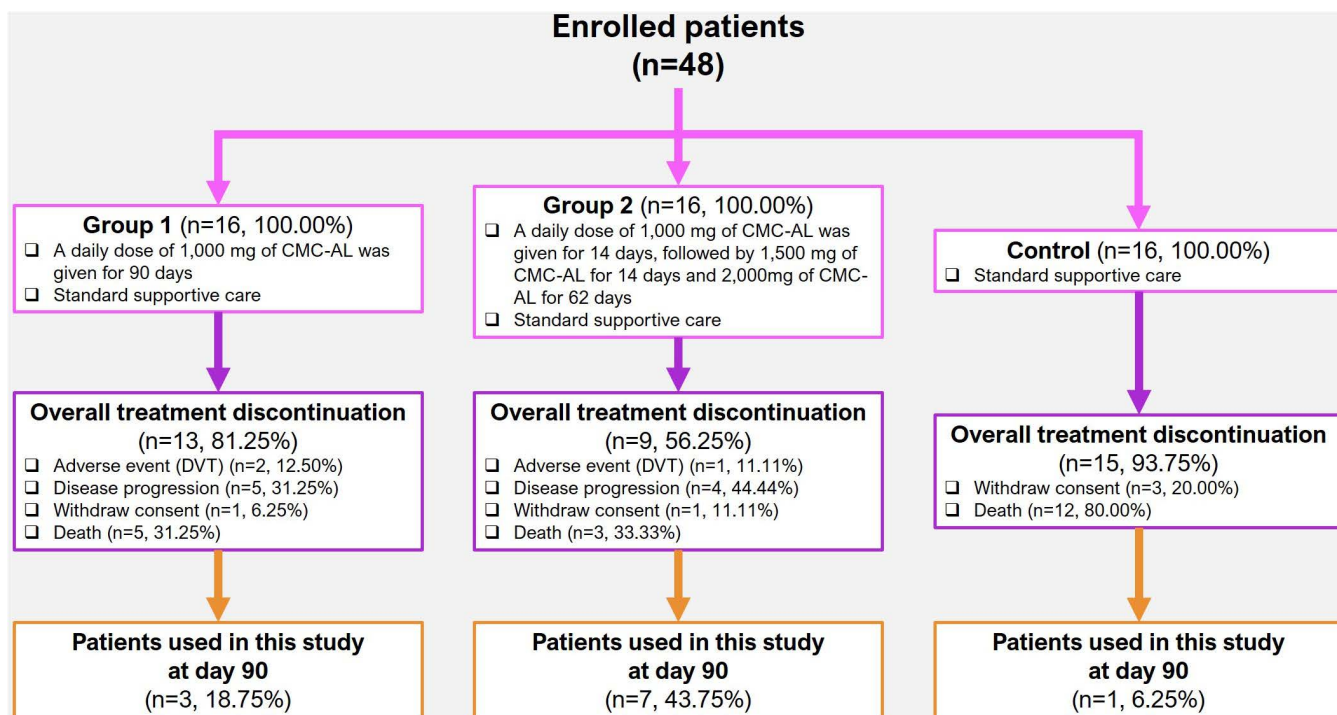 Enrolled patients
(n=48)
Group 1 (n=16, 100.00%)
❑ A daily dose of 1,000 mg of CMC-AL was
given for 90 days
❑ Standard supportive care
Group 2 (n=16, 100.00%)
❑ A daily dose of 1,000 mg of CMC-AL was
given for 14 days, followed by 1,500 mg of
CMC-AL for 14 days and 2,000mg of CMC-
AL for 62 days
❑ Standard supportive care
Control (n=16, 100.00%)
❑ Standard supportive care
Overall treatment discontinuation
(n=13, 81.25%)
❑ Adverse event (DVT) (n=2, 12.50%)
❑ Disease progression (n=5, 31.25%)
❑ Withdraw consent (n=1, 6.25%)
❑ Death (n=5, 31.25%)
Overall treatment discontinuation
(n=9, 56.25%)
❑ Adverse event (DVT) (n=1, 11.11%)
❑ Disease progression (n=4, 44.44%)
❑ Withdraw consent (n=1, 11.11%)
❑ Death (n=3, 33.33%)
Overall treatment discontinuation
(n=15, 93.75%)
❑ Withdraw consent (n=3, 20.00%)
❑ Death (n=12, 80.00%)
Patients used in this study
at day 90
(n=3, 18.75%)
Patients used in this study
at day 90
(n=7, 43.75%)
Patients used in this study
at day 90
(n=1, 6.25%)